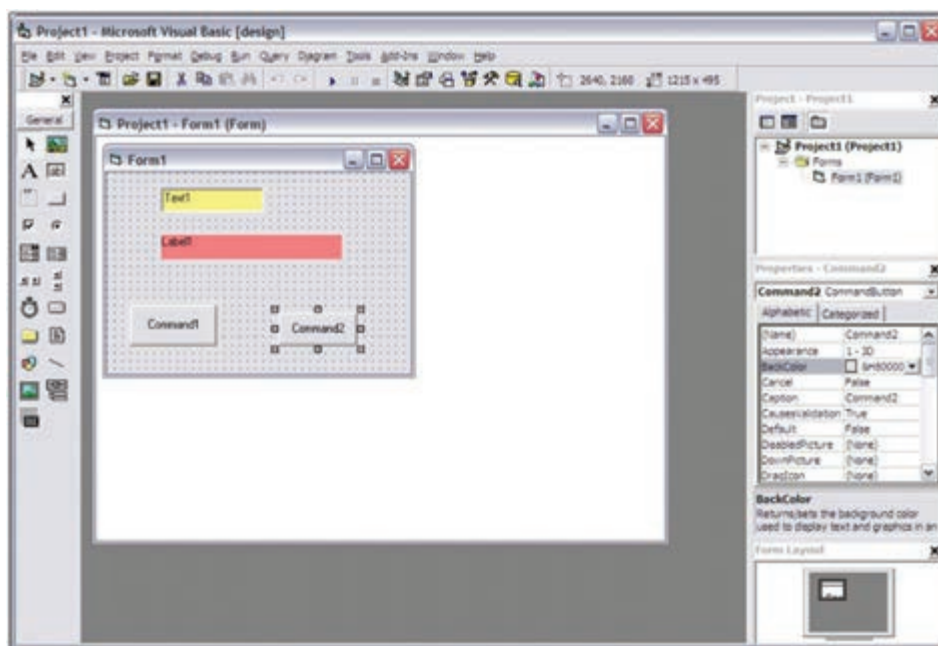 Project1 - Microsoft Visual Basic [design]
File Edit View Project Format Debug Run Query Diagram Tools Add-Ins Window Help
2640, 2160 1215 x 495
General
A
Project1 - Form1 (Form)
Form1
Text1
Label1
Command1
Command2
Project - Project1
Project1 (Project1)
Forms
Form1 (Form1)
Properties - Command2
Command2 CommandButton
Alphabetic Categorized
(Name) Command2
Appearance 1 - 3D
BackColor &H80000
Cancel False
Caption Command2
CausesValidation True
Default False
DisabledPicture (None)
DownPicture (None)
DragIcon (None)
BackColor
Returns/sets the background color
used to display text and graphics in an
Form Layout